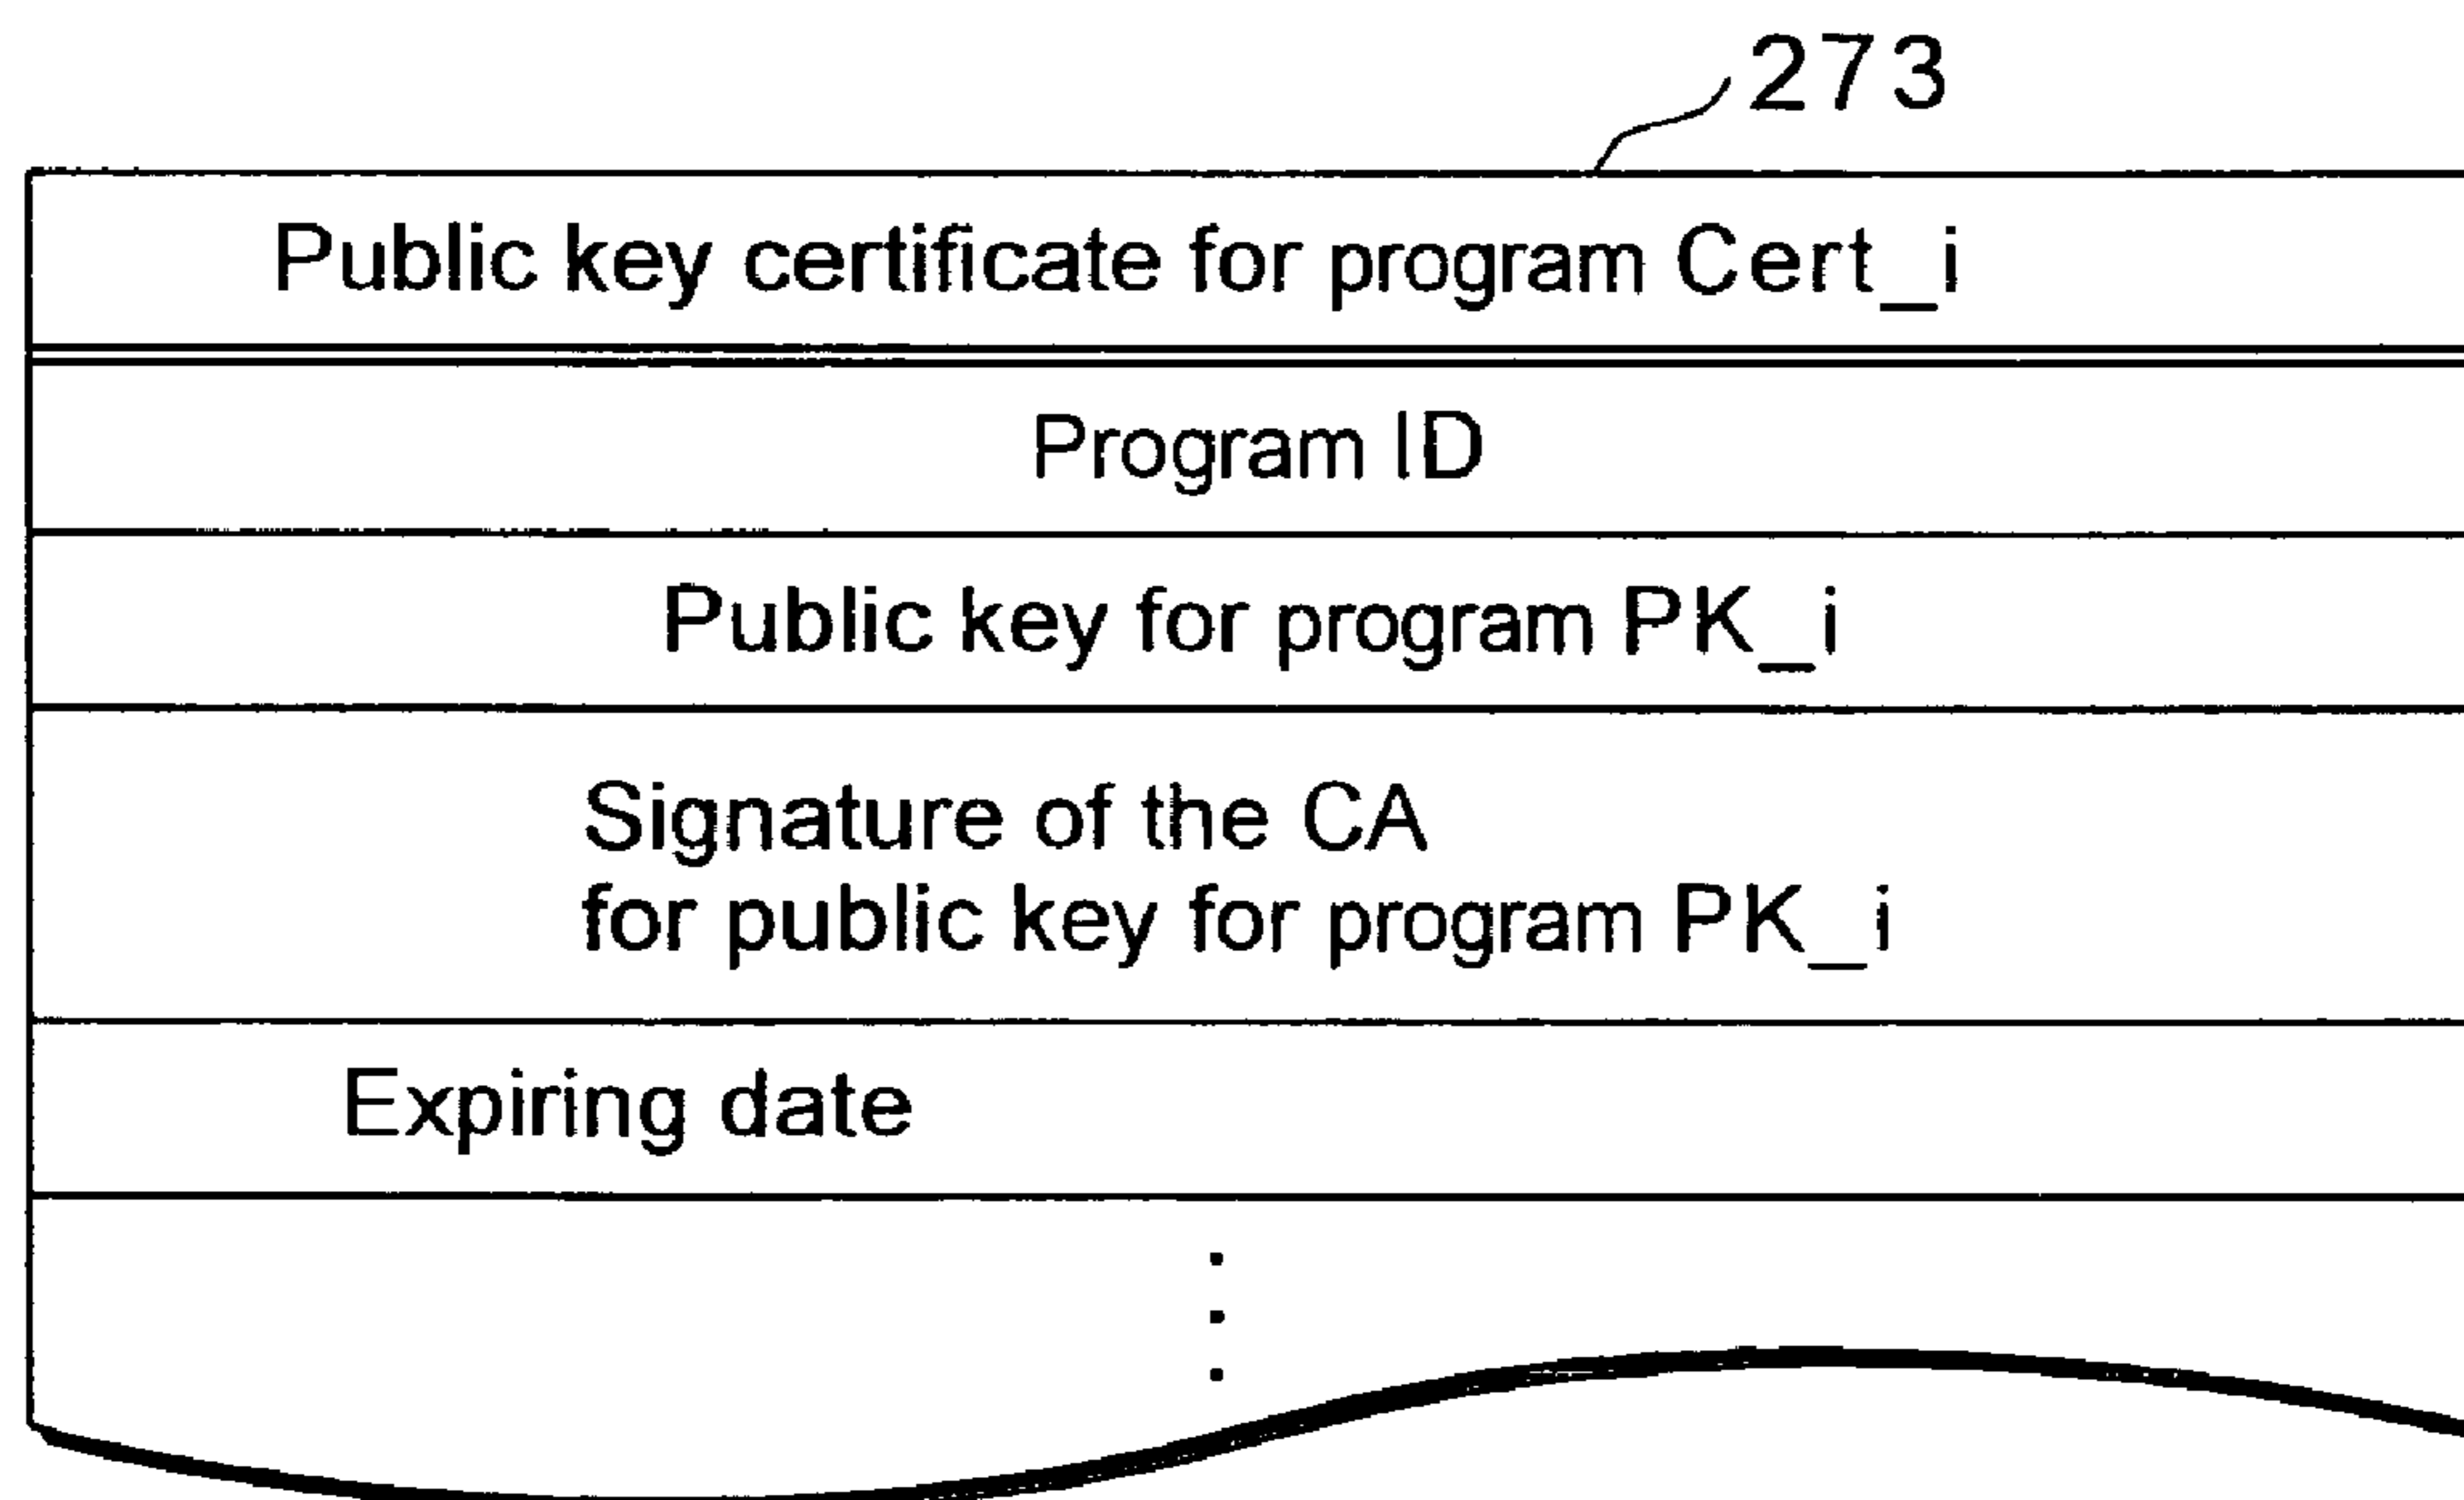 273
Public key certificate for program Cert_i
Program ID
Public key for program PK_i
Signature of the CA
for public key for program PK_i
Expiring date